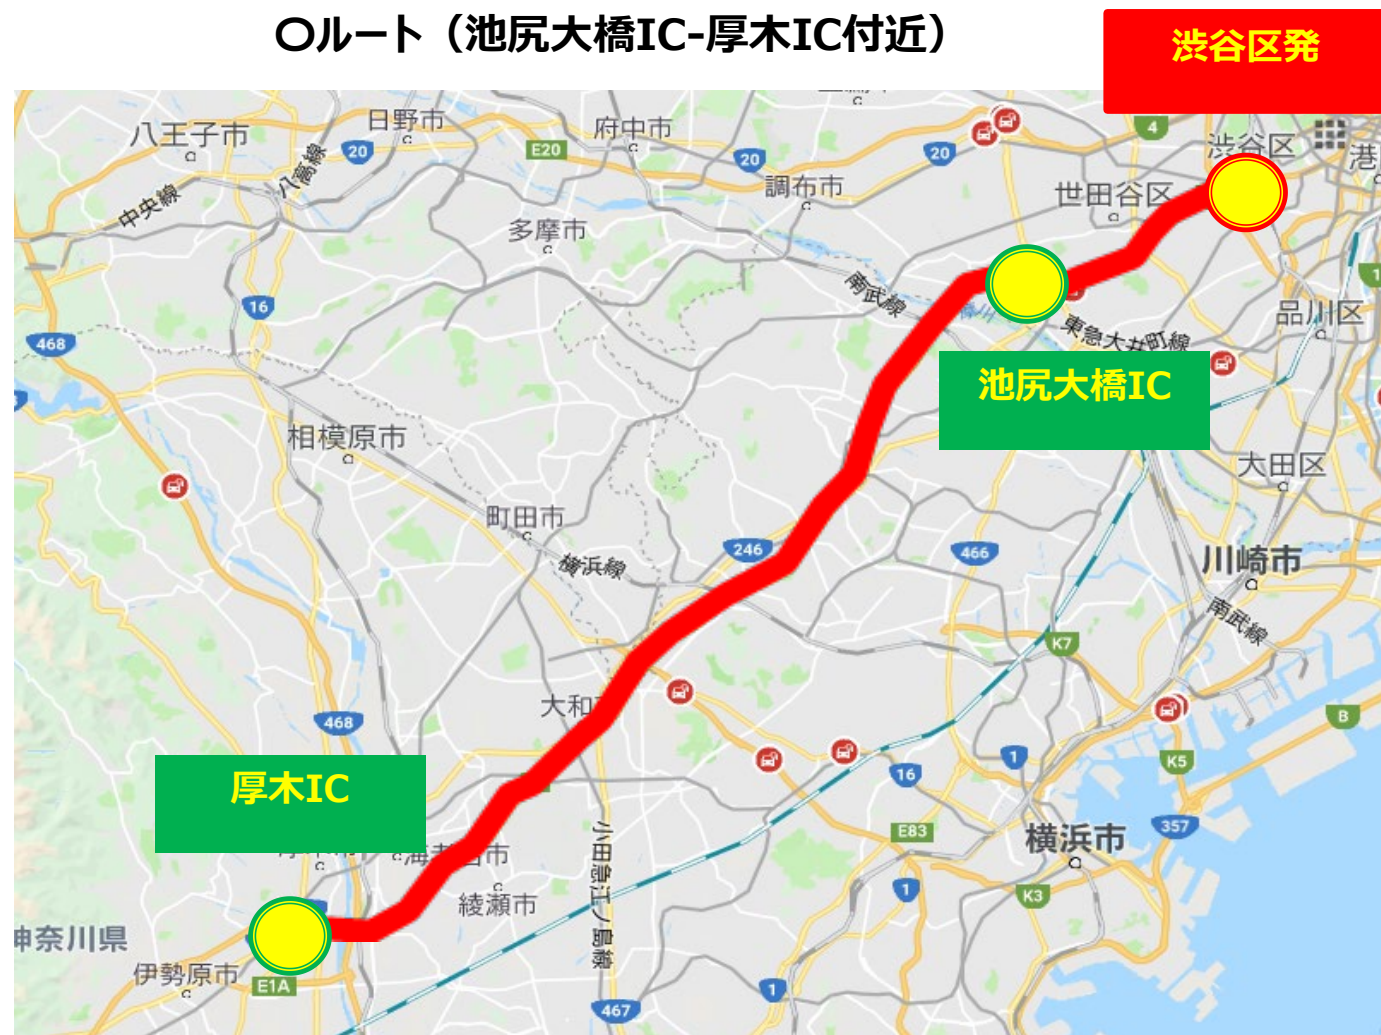 〇ルート（池尻大橋IC-厚木IC付近）
渋谷区発
八王子市
日野市
府中市
4
渋谷区
港
20
E20
20
20
八高線
調布市
世田谷区
中央線
多摩市
南武線
16
1
品川区
468
東急大井町線
池尻大橋IC
相模原市
大田区
町田市
246
466
横浜線
川崎市
南武線
K7
大和
468
B
1
K5
16
厚木IC
357
E83
横浜市
小田急江ノ島線
綾瀬市
1
K3
神奈川県
伊勢原市
E1A
1
467